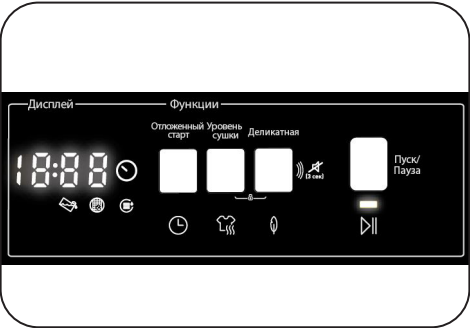 Дисплей
Функции
Отложенный старт
Уровень сушки
Деликатная
18:88
(3 сек)
Пуск/
Пауза